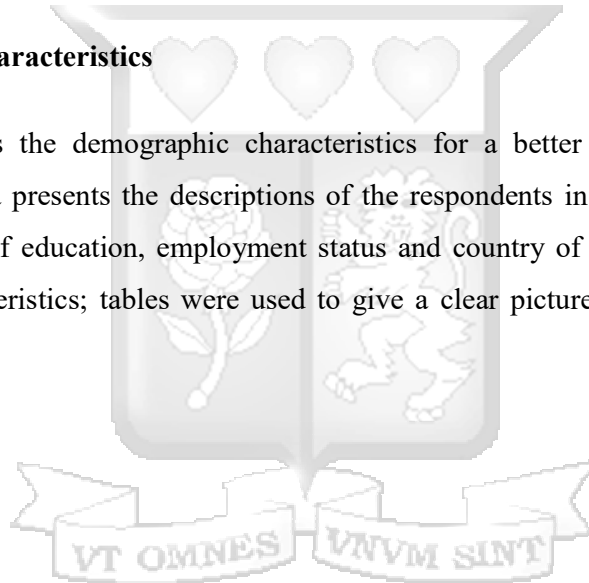 aracteristics
s the demographic characteristics for a better
presents the descriptions of the respondents in
f education, employment status and country of
eristics; tables were used to give a clear picture
VT OMNES VNVM SINT